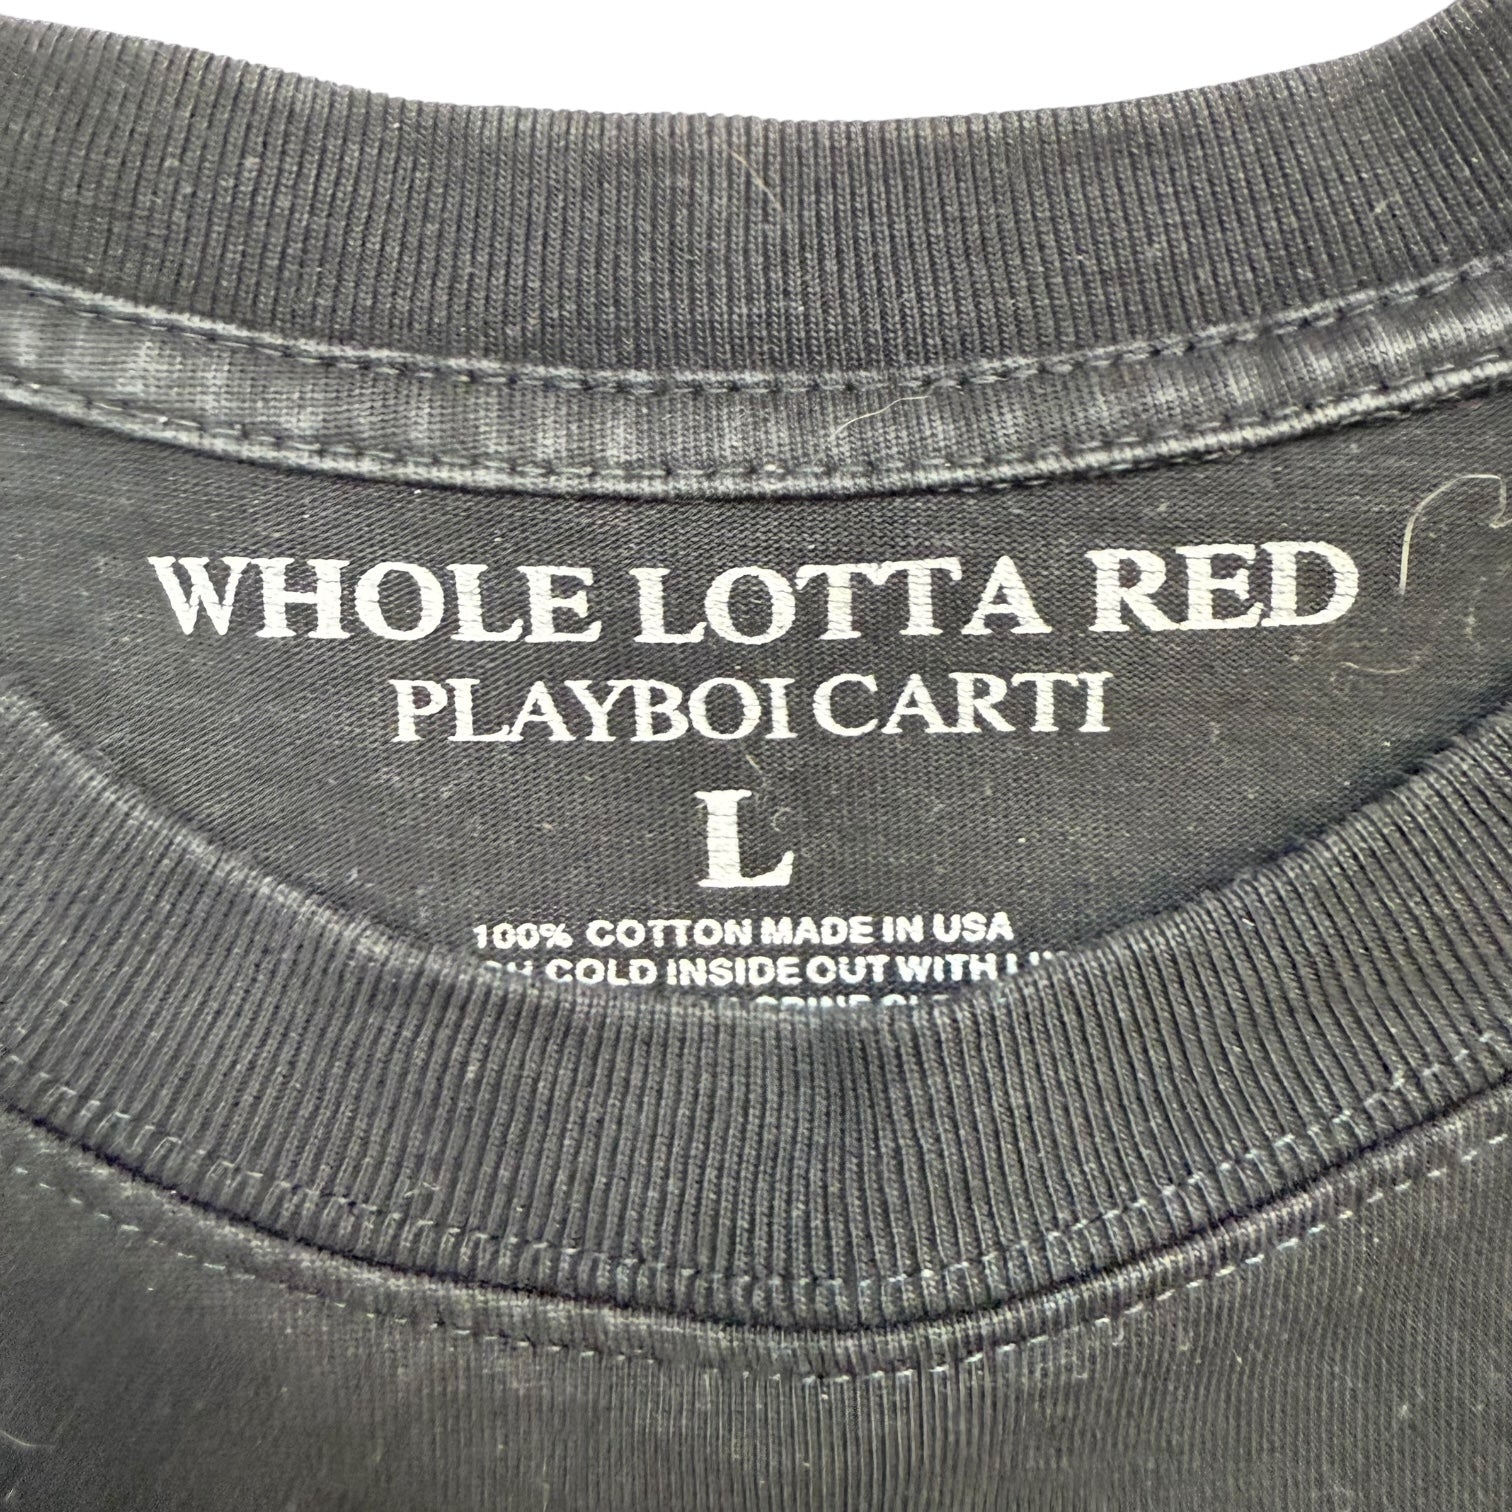 WHOLE LOTTA RED
PLAYBOI CARTI
L
100% COTTON MADE IN USA
COLD INSIDE OUT WITH